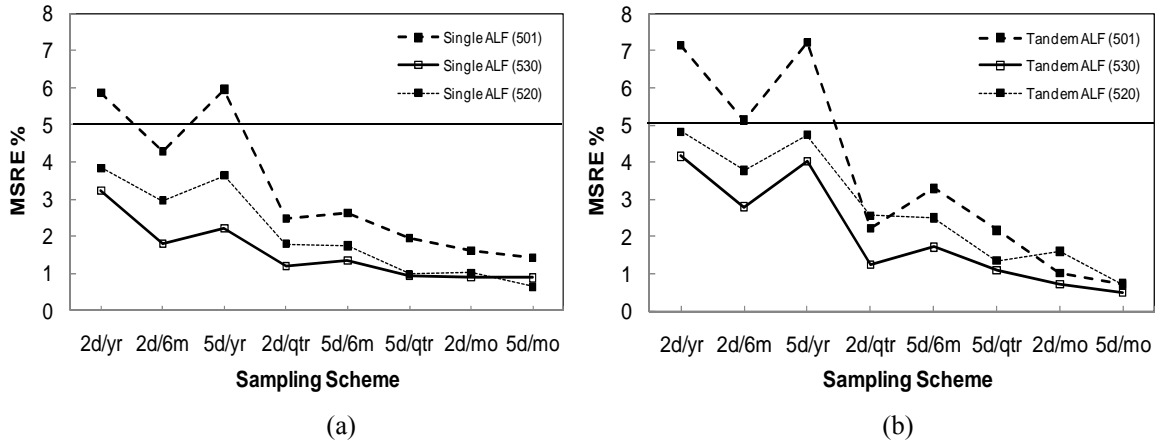 8
7
6
5
4
3
2
1
0
MSRE %
Single ALF (501)
Single ALF (530)
Single ALF (520)
2d/yr 2d/6m 5d/yr 2d/qtr 5d/6m 5d/qtr 2d/mo 5d/mo
Sampling Scheme
(a)
8
7
6
5
4
3
2
1
0
MSRE %
Tandem ALF (501)
Tandem ALF (530)
Tandem ALF (520)
2d/yr 2d/6m 5d/yr 2d/qtr 5d/6m 5d/qtr 2d/mo 5d/mo
Sampling Scheme
(b)